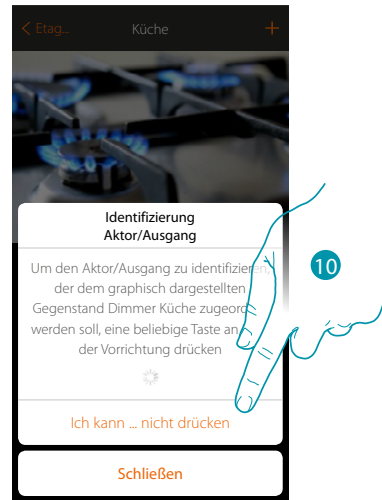 Etag...
Küche
+
Identifizierung
Aktor/Ausgang
Um den Aktor/Ausgang zu identifizieren,
der dem graphisch dargestellten
Gegenstand Dimmer Küche zugeord
werden soll, eine beliebige Taste an
der Vorrichtung drücken
Ich kann ... nicht drücken
10
Schließen